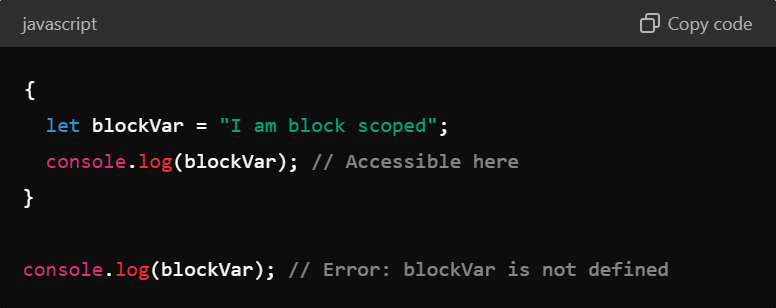 javascript
Copy code
{
let blockVar = "I am block scoped";
console.log(blockVar); // Accessible here
}
console.log(blockVar); // Error: blockVar is not defined